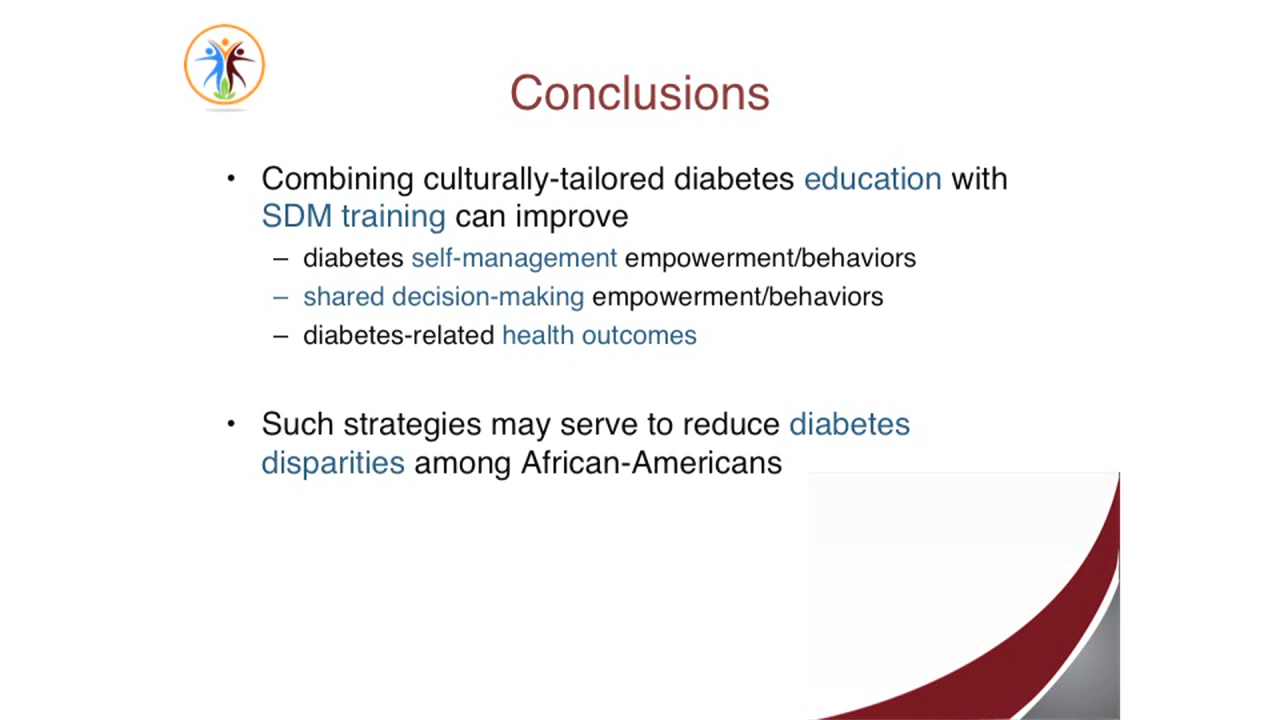 Conclusions
• Combining culturally-tailored diabetes education with
SDM training can improve
– diabetes self-management empowerment/behaviors
– shared decision-making empowerment/behaviors
– diabetes-related health outcomes
• Such strategies may serve to reduce diabetes
disparities among African-Americans